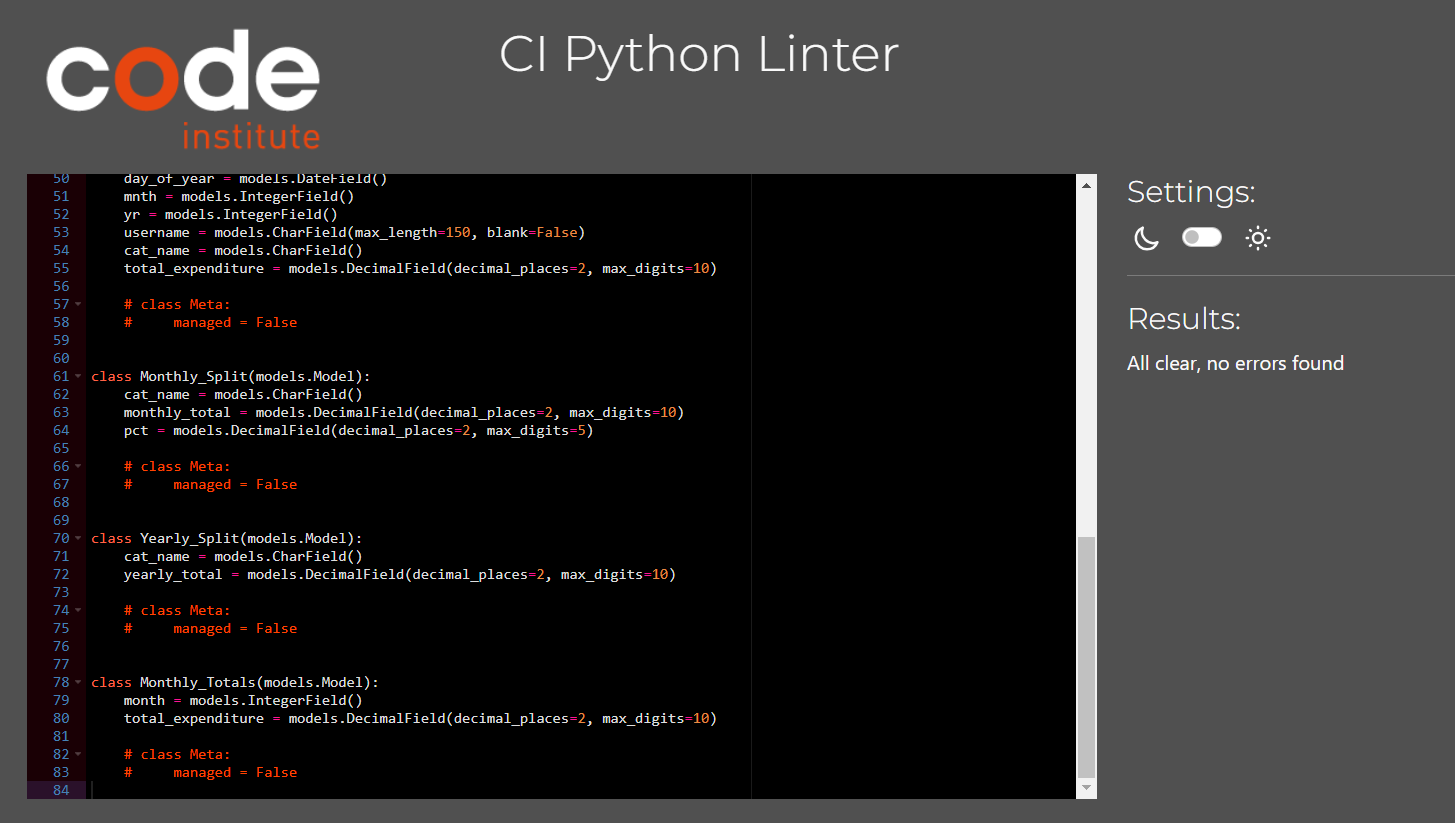 code
institute
CI Python Linter
50 day_of_year = models.DateField()
51 mnth = models.IntegerField()
52 yr = models.IntegerField()
53 username = models.CharField(max_length=150, blank=False)
54 cat_name = models.CharField()
55 total_expenditure = models.DecimalField(decimal_places=2, max_digits=10)
56
57 # class Meta:
58 #     managed = False
59
60
61 class Monthly_Split(models.Model):
62 cat_name = models.CharField()
63 monthly_total = models.DecimalField(decimal_places=2, max_digits=10)
64 pct = models.DecimalField(decimal_places=2, max_digits=5)
65
66 # class Meta:
67 #     managed = False
68
69
70 class Yearly_Split(models.Model):
71 cat_name = models.CharField()
72 yearly_total = models.DecimalField(decimal_places=2, max_digits=10)
73
74 # class Meta:
75 #     managed = False
76
77
78 class Monthly_Totals(models.Model):
79 month = models.IntegerField()
80 total_expenditure = models.DecimalField(decimal_places=2, max_digits=10)
81
82 # class Meta:
83 #     managed = False
84
Settings:
Results:
All clear, no errors found